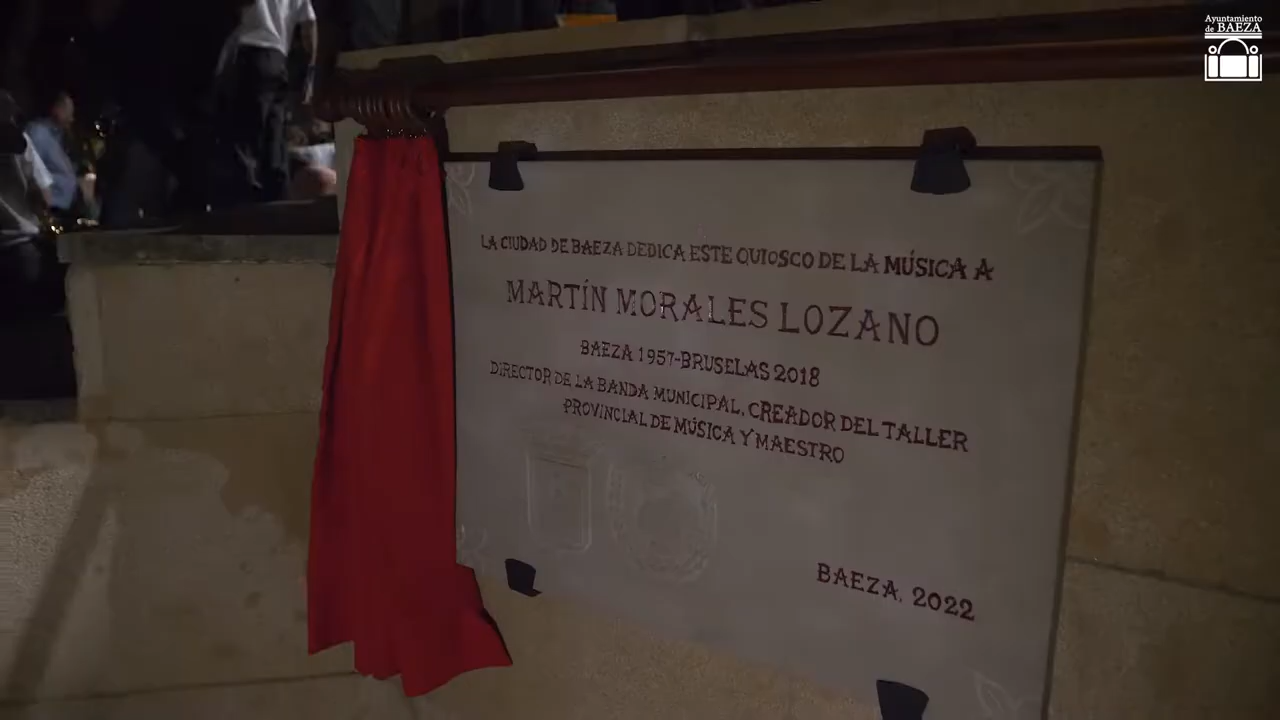 Ayuntamiento
de BAEZA
LA CIUDAD DE BAEZA DEDICA ESTE QUIOSCO DE LA MÚSICA A
MARTÍN MORALES LOZANO
BAEZA 1957-BRUSELAS 2018
DIRECTOR DE LA BANDA MUNICIPAL, CREADOR DEL TALLER
PROVINCIAL DE MÚSICA Y MAESTRO
BAEZA, 2022